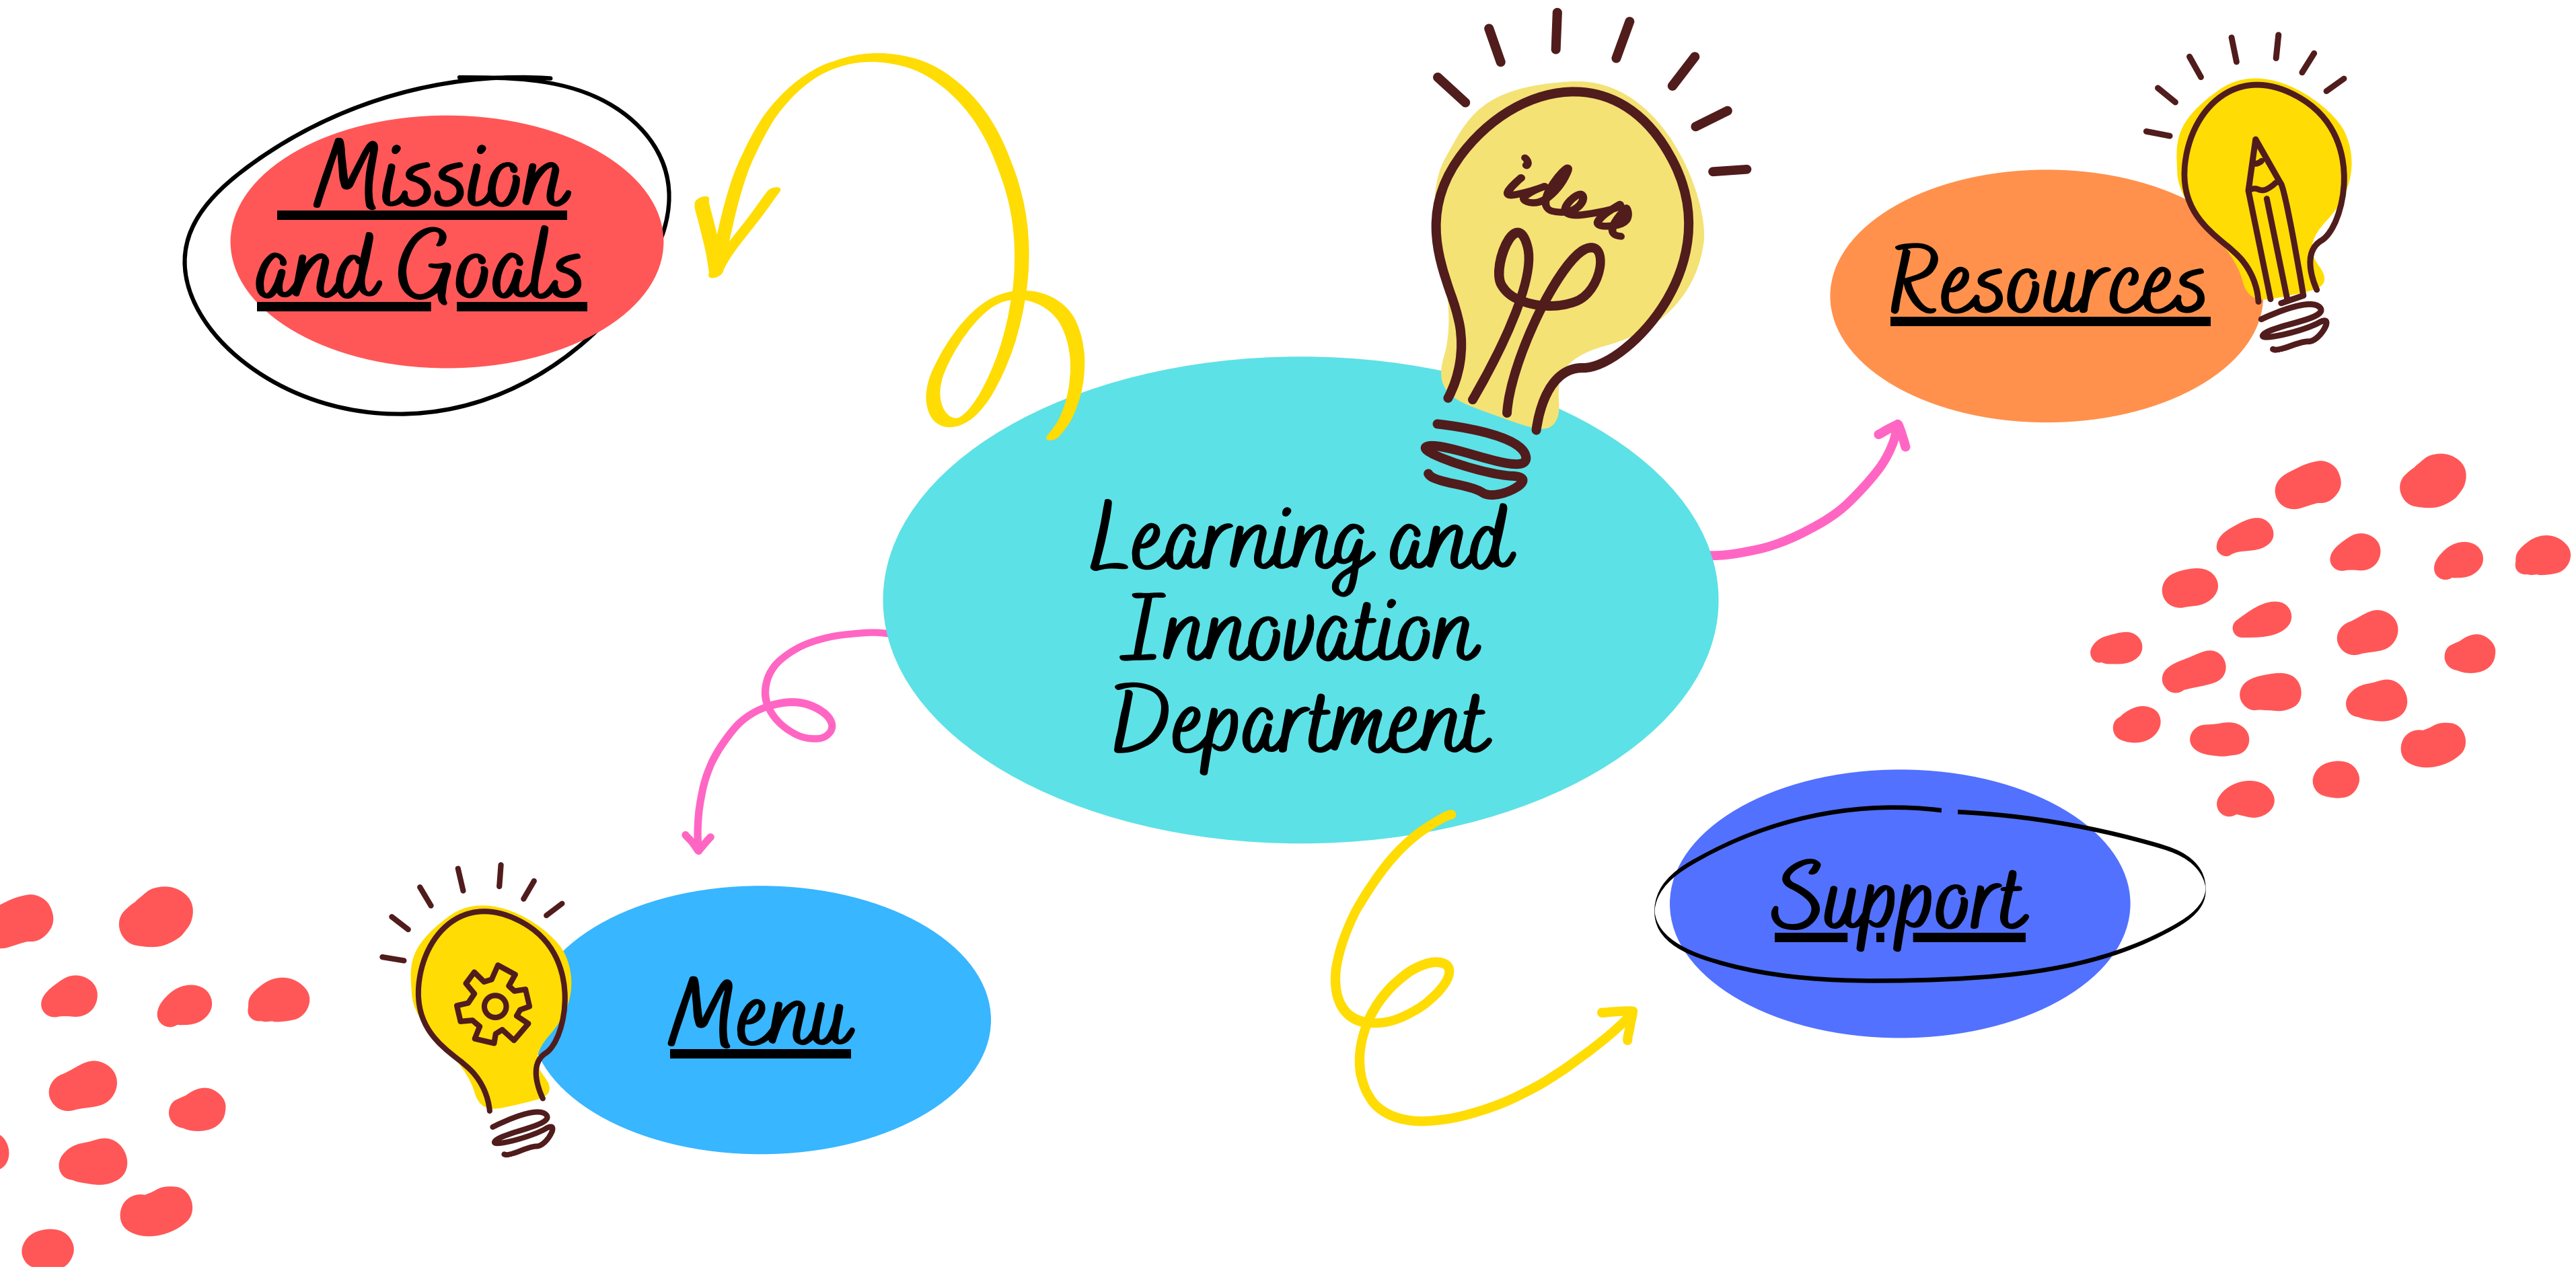 Mission
and Goals
idea
Resources
Learning and
Innovation
Department
Support
Menu